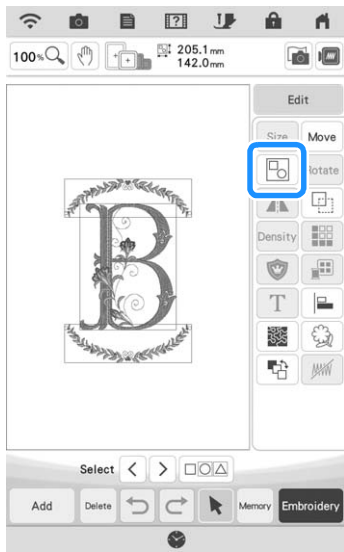 100% 205.1 mm
142.0 mm
Edit
Size Move
Rotate
Density
T
Select
Add Delete Memory Embroidery
B